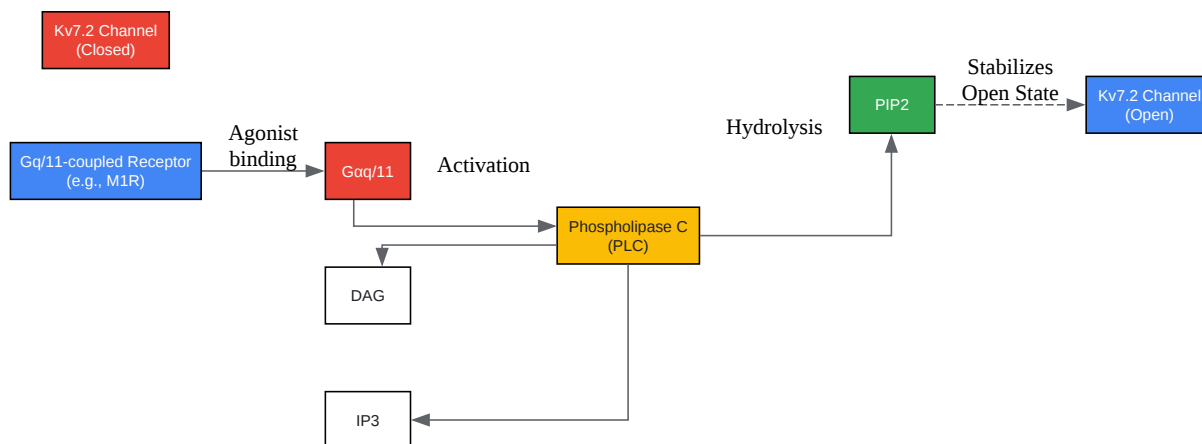 Kv7.2 Channel
(Closed)
Stabilizes
Open State
PIP2
Kv7.2 Channel
(Open)
Hydrolysis
Agonist
binding
Gq/11-coupled Receptor
(e.g., M1R)
Gαq/11
Activation
Phospholipase C
(PLC)
DAG
IP3